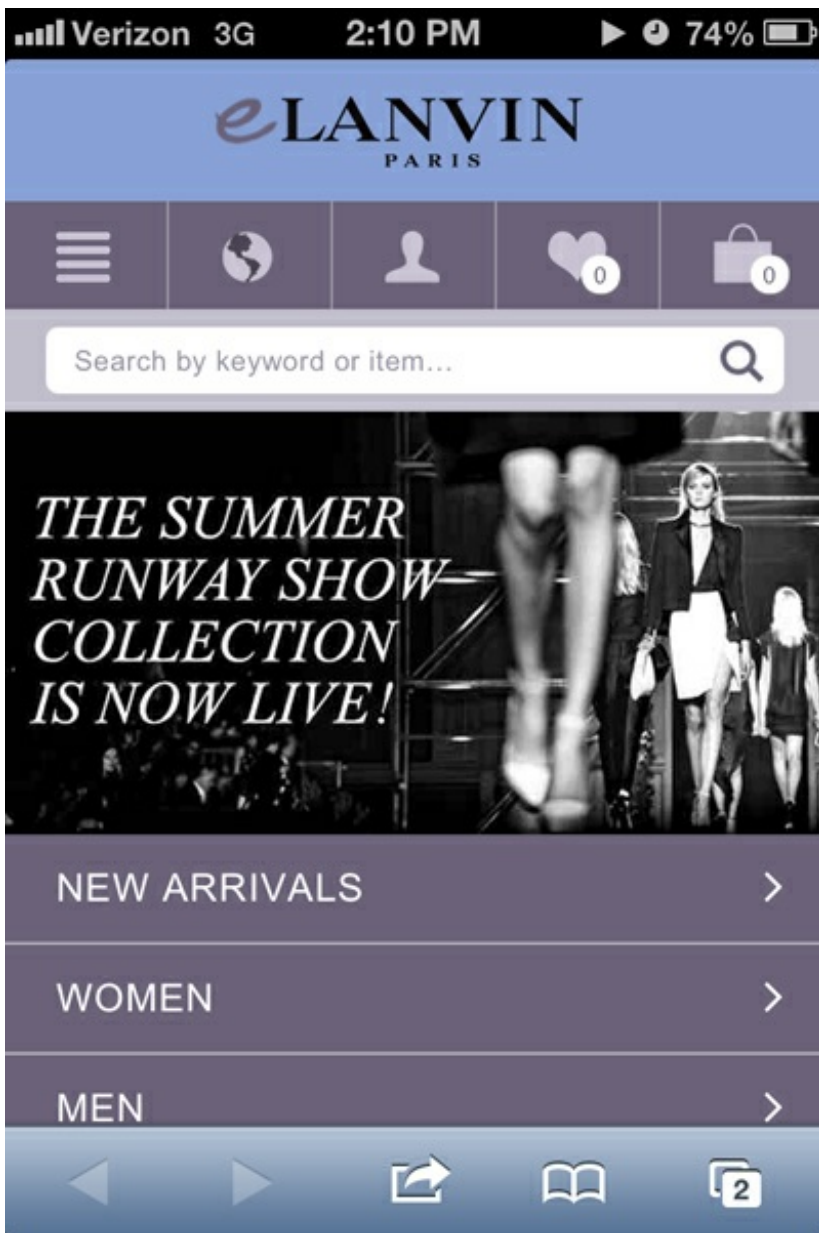 Verizon 3G 2:10 PM 74%
eLANVIN
PARIS
0 0
Search by keyword or item...
THE SUMMER
RUNWAY SHOW
COLLECTION
IS NOW LIVE!
NEW ARRIVALS
WOMEN
MEN
2